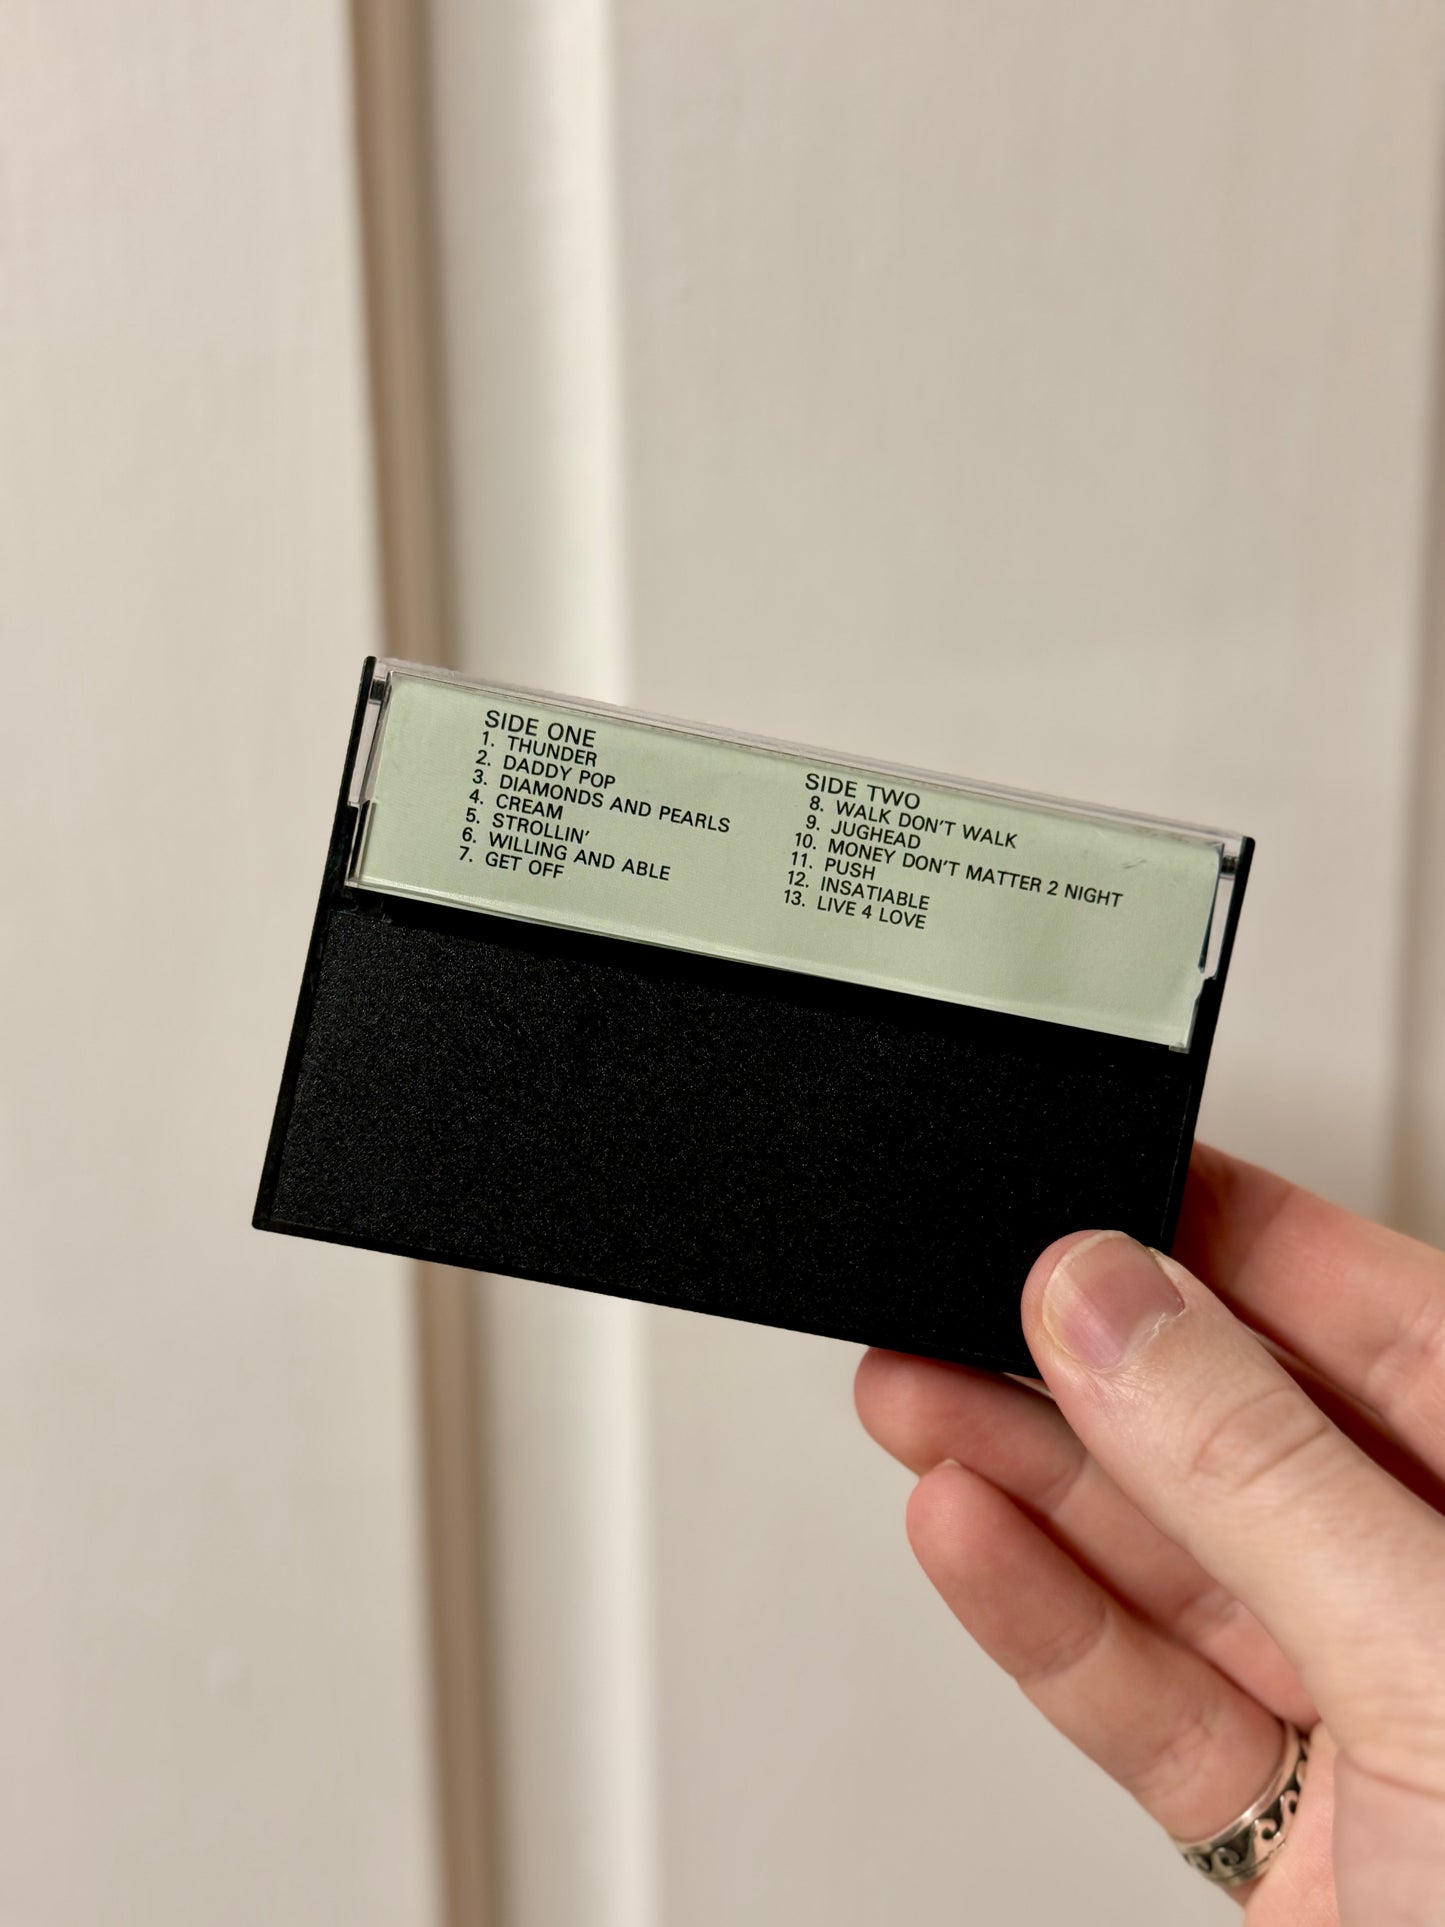 SIDE ONE
1. THUNDER
2. DADDY POP
3. DIAMONDS AND PEARLS
4. CREAM
5. STROLLIN'
6. WILLING AND ABLE
7. GET OFF
SIDE TWO
8. WALK DON'T WALK
9. JUGHEAD
10. MONEY DON'T MATTER 2 NIGHT
11. PUSH
12. INSATIABLE
13. LIVE 4 LOVE